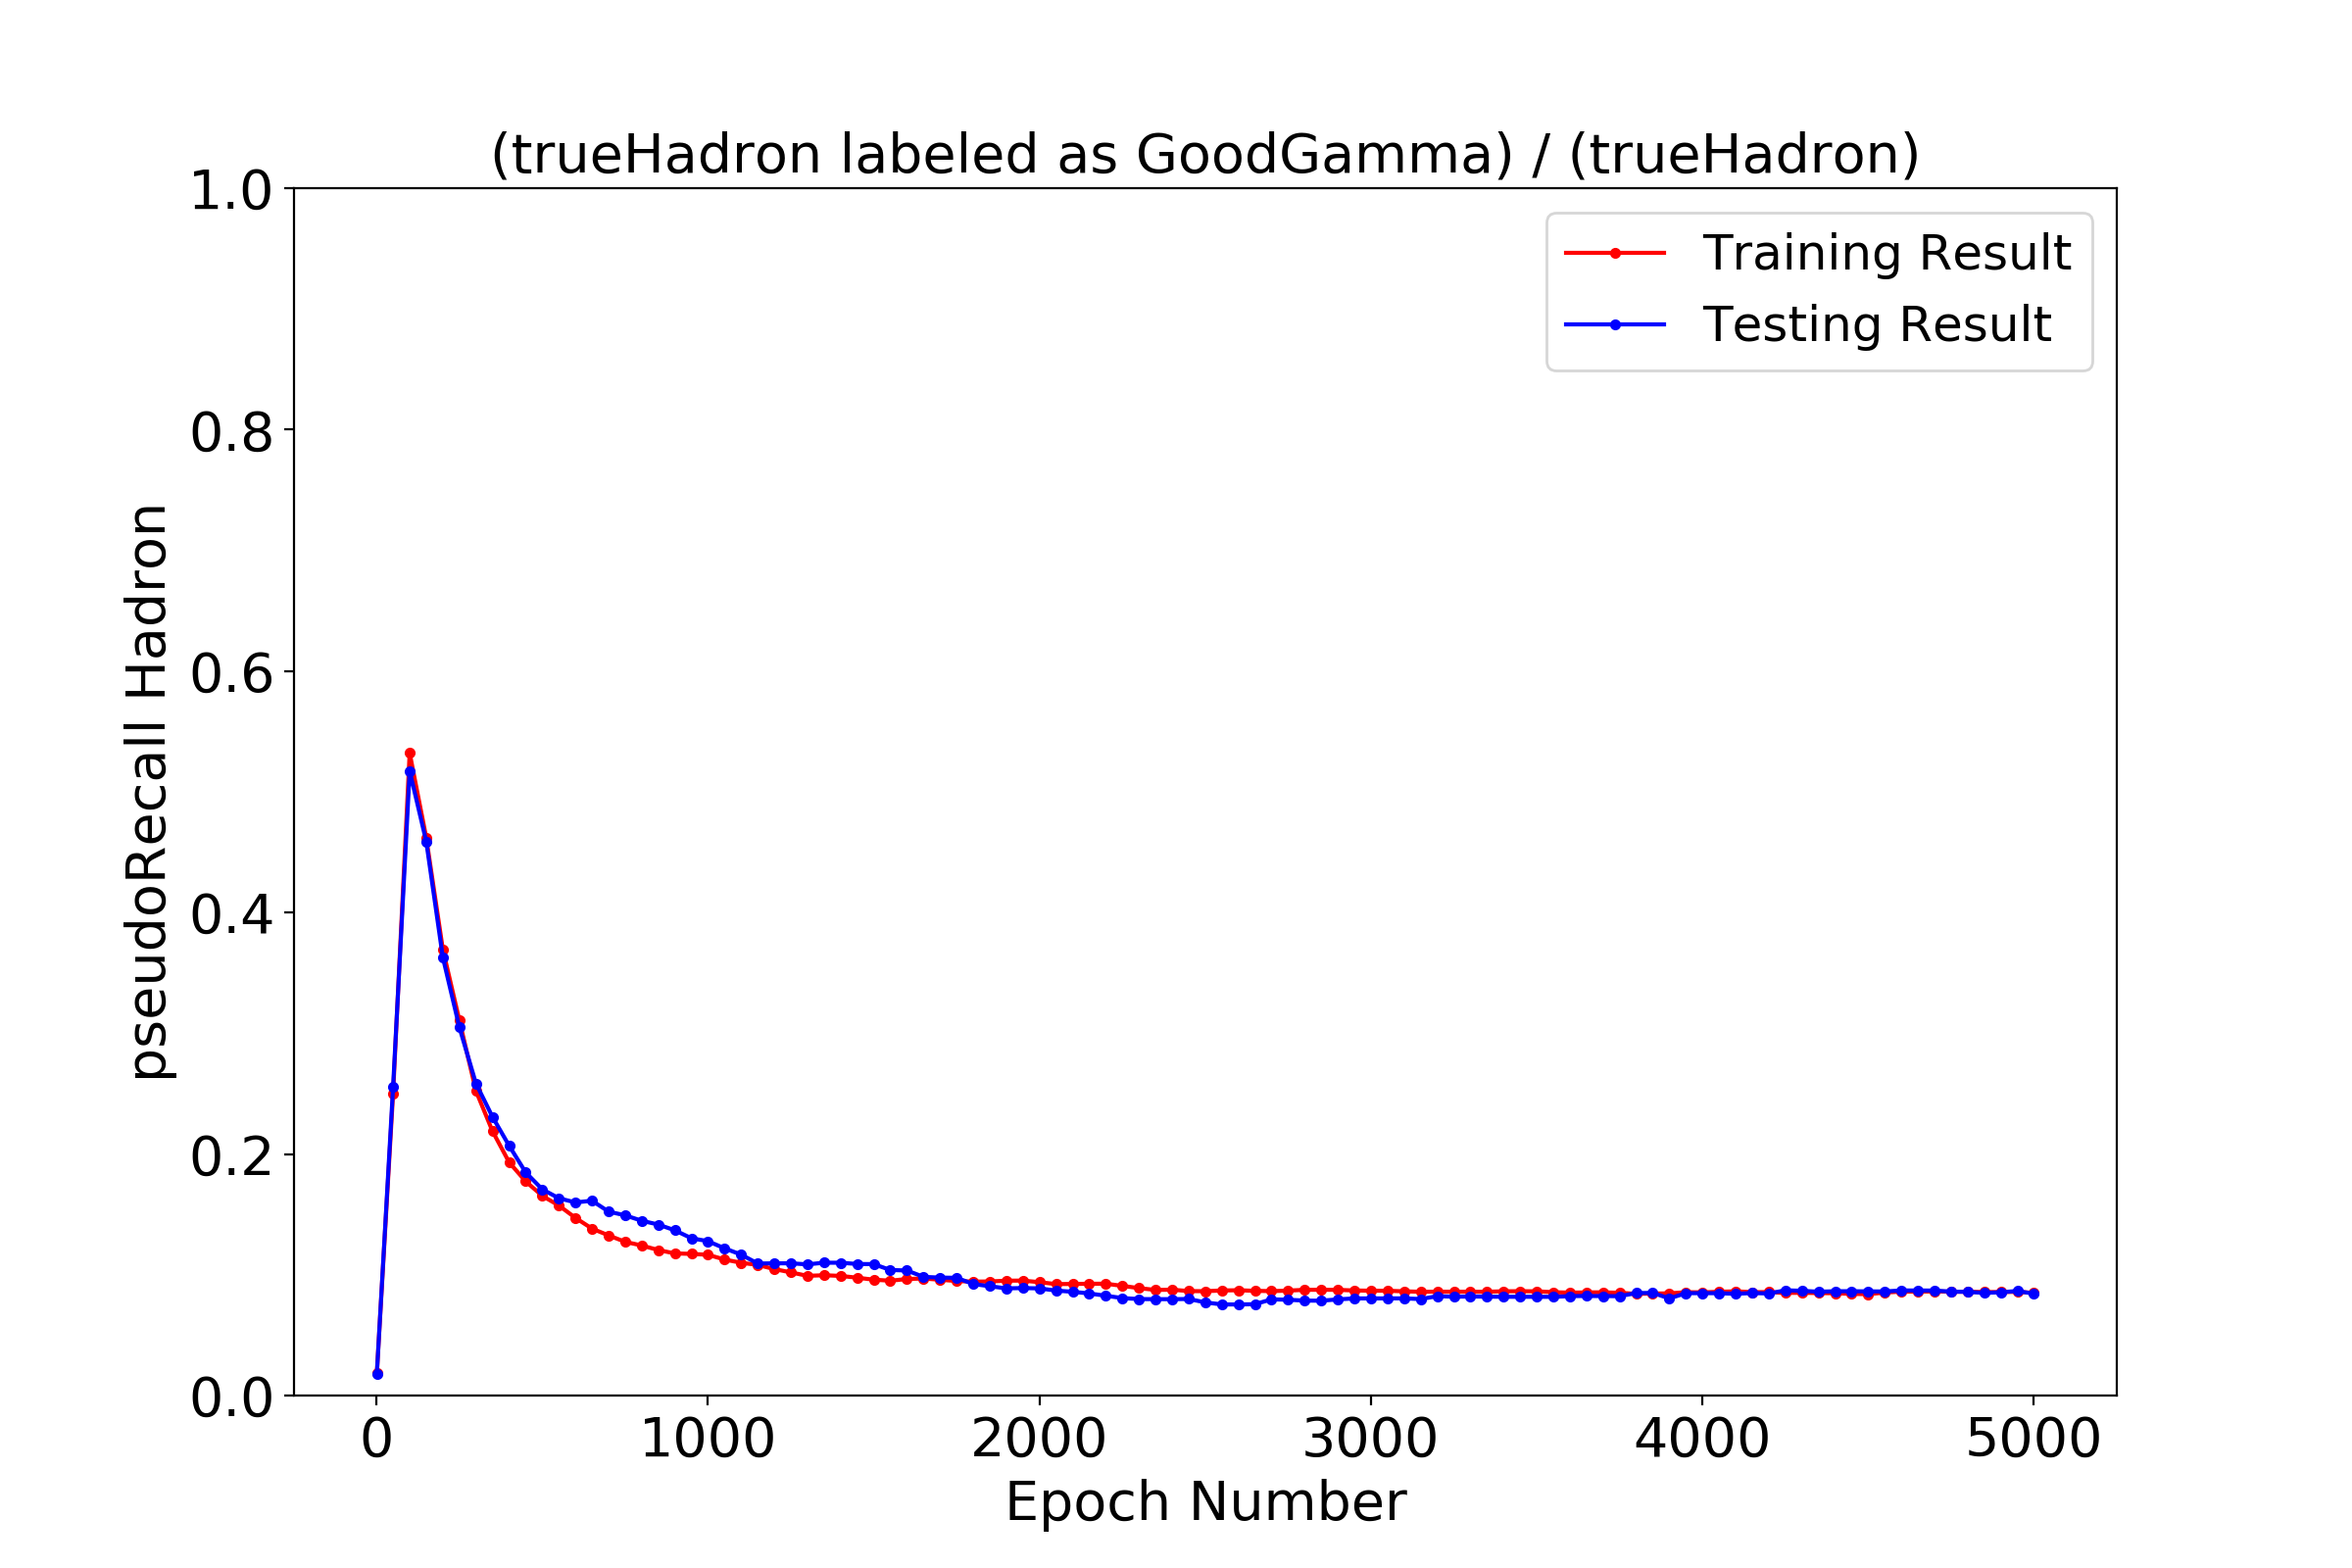 (trueHadron labeled as GoodGamma) / (trueHadron)
1.0
0.8
0.6
0.4
0.2
0.0
pseudoRecall Hadron
Training Result
Testing Result
0 1000 2000 3000 4000 5000
Epoch Number